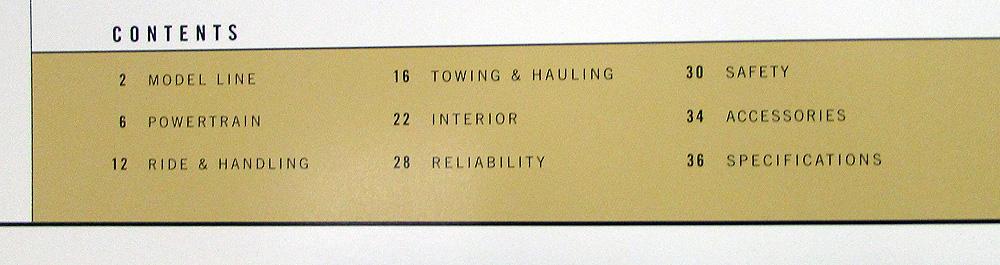 CONTENTS
2 MODEL LINE
6 POWERTRAIN
12 RIDE & HANDLING
16 TOWING & HAULING
22 INTERIOR
28 RELIABILITY
30 SAFETY
34 ACCESSORIES
36 SPECIFICATIONS